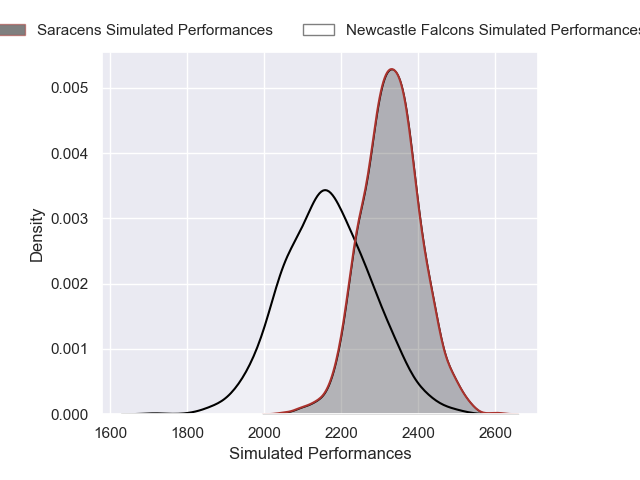 Saracens Simulated Performances Newcastle Falcons Simulated Performances
0.005
0.004
0.003
0.002
0.001
0.000
1600 1800 2000 2200 2400 2600
Density
Simulated Performances